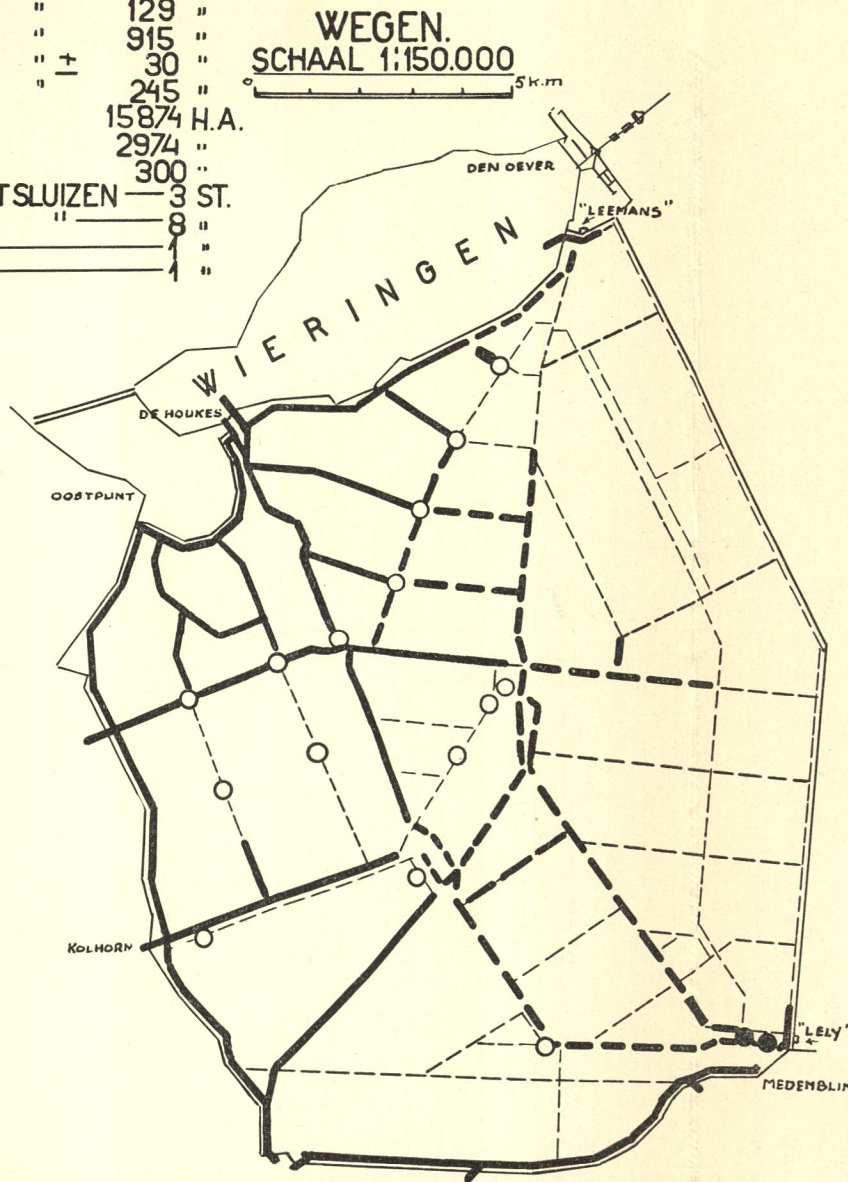 " 129 "
" 915 "
" ± 30 "
" 245 "
15874 H.A.
2974 "
300 "
TSLUIZEN — 3 ST.
" — 8 "
1 "
1 "
WEGEN.
SCHAAL 1:150.000
0 5 k.m
DEN OEVER
"LEEMANS"
WIERINGEN
DE HOUKES
OOSTPUNT
KOLHORN
"LELY"
MEDEMBLIK